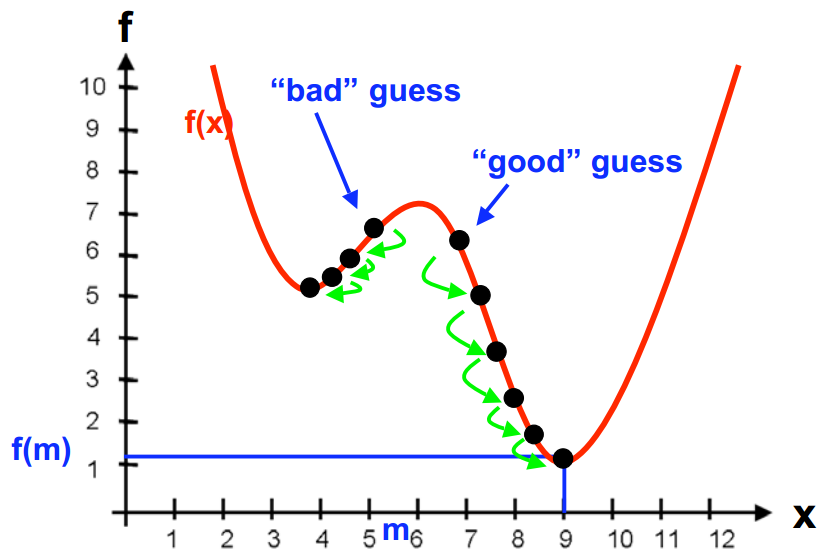 f
10
“bad” guess
f(x)
9
“good” guess
8
7
6
5
4
3
2
f(m)
1
x
m
1 2 3 4 5 6 7 8 9 10 11 12